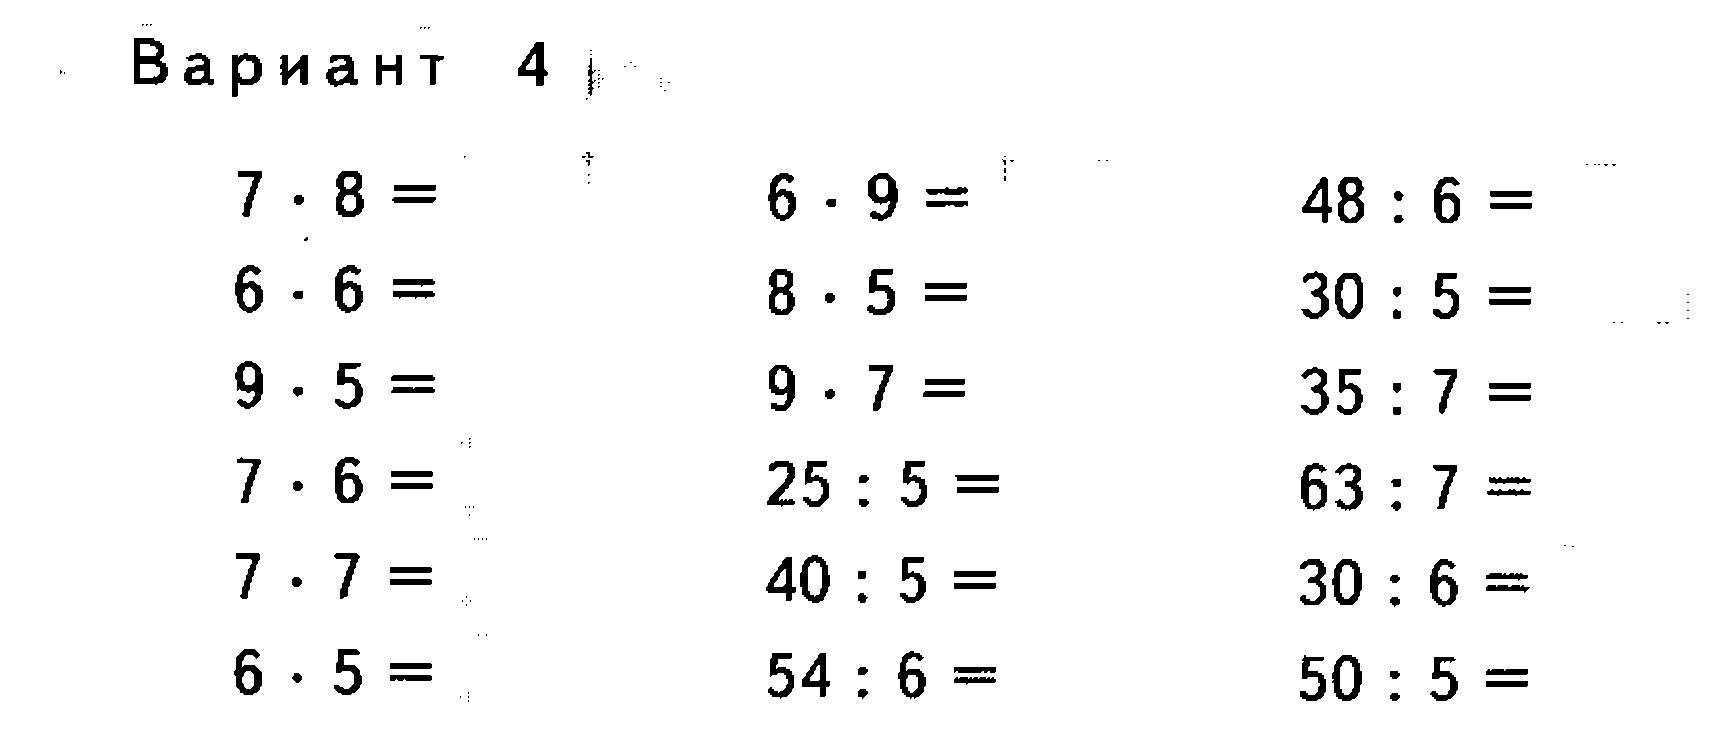 Вариант 4
7 · 8 = 6 · 9 = 48 : 6 =
6 · 6 = 8 · 5 = 30 : 5 =
9 · 5 = 9 · 7 = 35 : 7 =
7 · 6 = 25 : 5 = 63 : 7 =
7 · 7 = 40 : 5 = 30 : 6 =
6 · 5 = 54 : 6 = 50 : 5 =